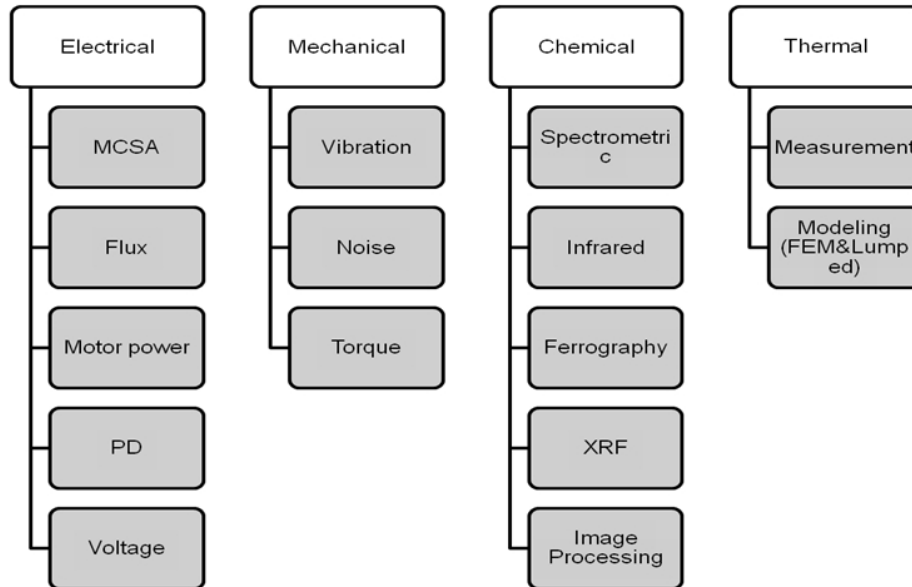 Electrical
MCSA
Flux
Motor power
PD
Voltage
Mechanical
Vibration
Noise
Torque
Chemical
Spectrometri
c
Infrared
Ferrography
XRF
Image
Processing
Thermal
Measurement
Modeling
(FEM&Lump
ed)